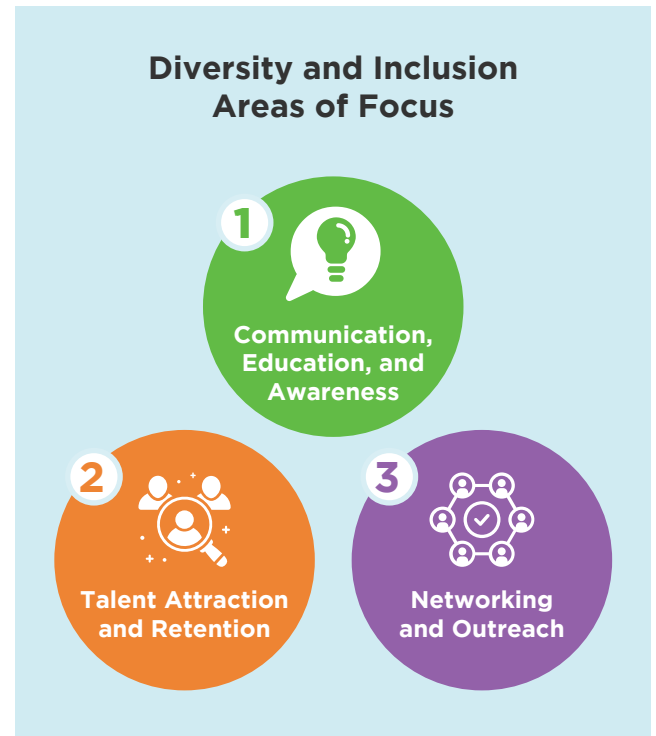 Diversity and Inclusion
Areas of Focus
1
Communication,
Education, and
Awareness
2
Talent Attraction
and Retention
3
Networking
and Outreach